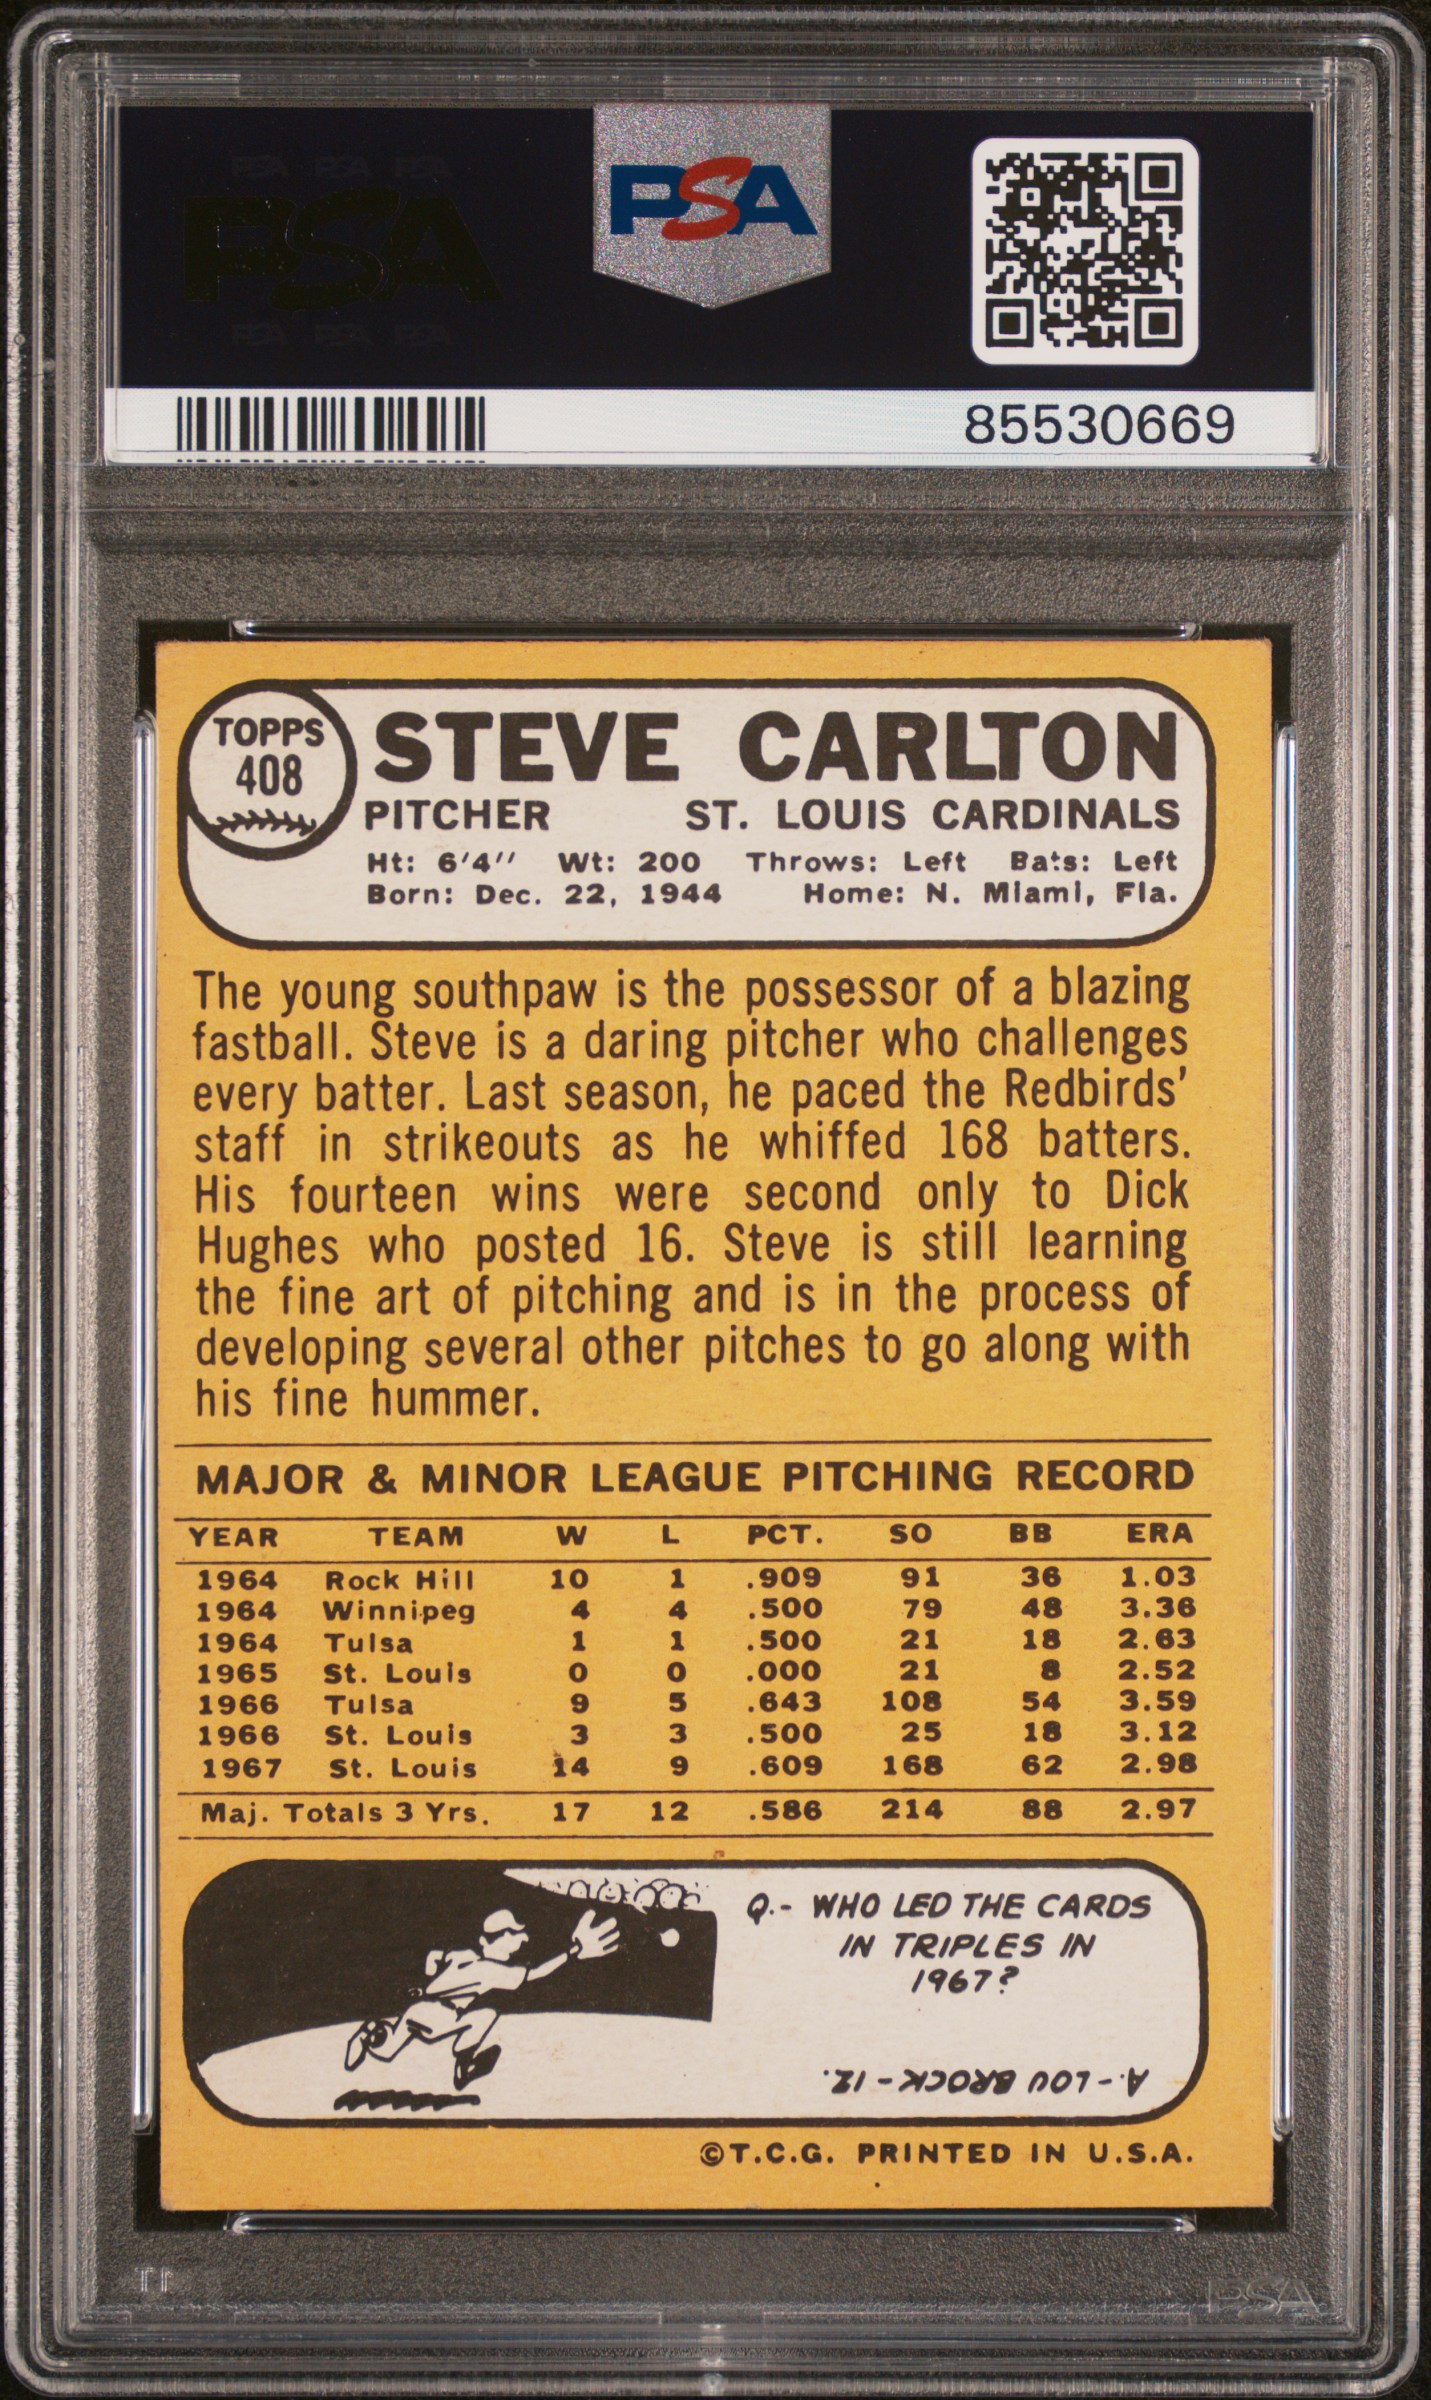 PSA PSA PSA
PSA
PSA PSA PSA
PSA
85530669
TOPPS
408
STEVE CARLTON
PITCHER ST. LOUIS CARDINALS
Ht: 6'4" Wt: 200 Throws: Left Bats: Left
Born: Dec. 22, 1944 Home: N. Miami, Fla.
The young southpaw is the possessor of a blazing
fastball. Steve is a daring pitcher who challenges
every batter. Last season, he paced the Redbirds'
staff in strikeouts as he whiffed 168 batters.
His fourteen wins were second only to Dick
Hughes who posted 16. Steve is still learning
the fine art of pitching and is in the process of
developing several other pitches to go along with
his fine hummer.
MAJOR & MINOR LEAGUE PITCHING RECORD
YEAR TEAM W L PCT. SO BB ERA
1964 Rock Hill 10 1 .909 91 36 1.03
1964 Winnipeg 4 4 .500 79 48 3.36
1964 Tulsa 1 1 .500 21 18 2.63
1965 St. Louis 0 0 .000 21 8 2.52
1966 Tulsa 9 5 .643 108 54 3.59
1966 St. Louis 3 3 .500 25 18 3.12
1967 St. Louis 14 9 .609 168 62 2.98
Maj. Totals 3 Yrs. 17 12 .586 214 88 2.97
Q.- WHO LED THE CARDS
IN TRIPLES IN
1967?
A.- LOU BROCK - 12.
©T.C.G. PRINTED IN U.S.A.
PSA